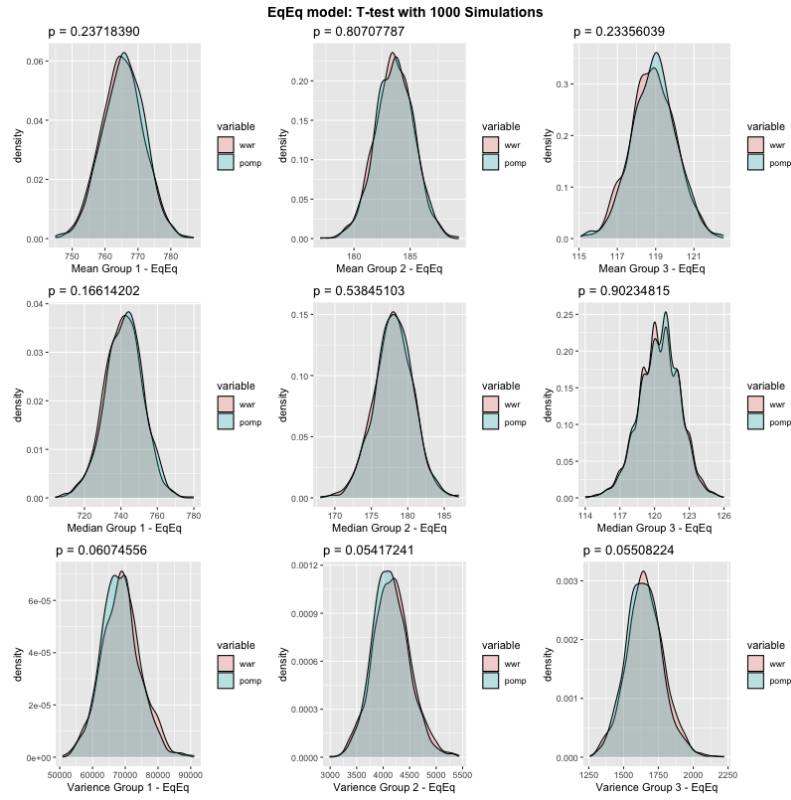 EqEq model: T-test with 1000 Simulations
p = 0.23718390
density
0.06
0.04
0.02
0.00
750 760 770 780
Mean Group 1 - EqEq
variable
wwr
pomp
p = 0.80707787
density
0.20
0.15
0.10
0.05
0.00
180 185
Mean Group 2 - EqEq
variable
wwr
pomp
p = 0.23356039
density
0.3
0.2
0.1
0.0
115 117 119 121
Mean Group 3 - EqEq
variable
wwr
pomp
p = 0.16614202
density
0.04
0.03
0.02
0.01
0.00
720 740 760 780
Median Group 1 - EqEq
variable
wwr
pomp
p = 0.53845103
density
0.15
0.10
0.05
0.00
170 175 180 185
Median Group 2 - EqEq
variable
wwr
pomp
p = 0.90234815
density
0.25
0.20
0.15
0.10
0.05
0.00
114 117 120 123 126
Median Group 3 - EqEq
variable
wwr
pomp
p = 0.06074556
density
6e-05
4e-05
2e-05
0e+00
50000 60000 70000 80000 90000
Varience Group 1 - EqEq
variable
wwr
pomp
p = 0.05417241
density
0.0012
0.0009
0.0006
0.0003
0.0000
3000 3500 4000 4500 5000 5500
Varience Group 2 - EqEq
variable
wwr
pomp
p = 0.05508224
density
0.003
0.002
0.001
0.000
1250 1500 1750 2000 2250
Varience Group 3 - EqEq
variable
wwr
pomp